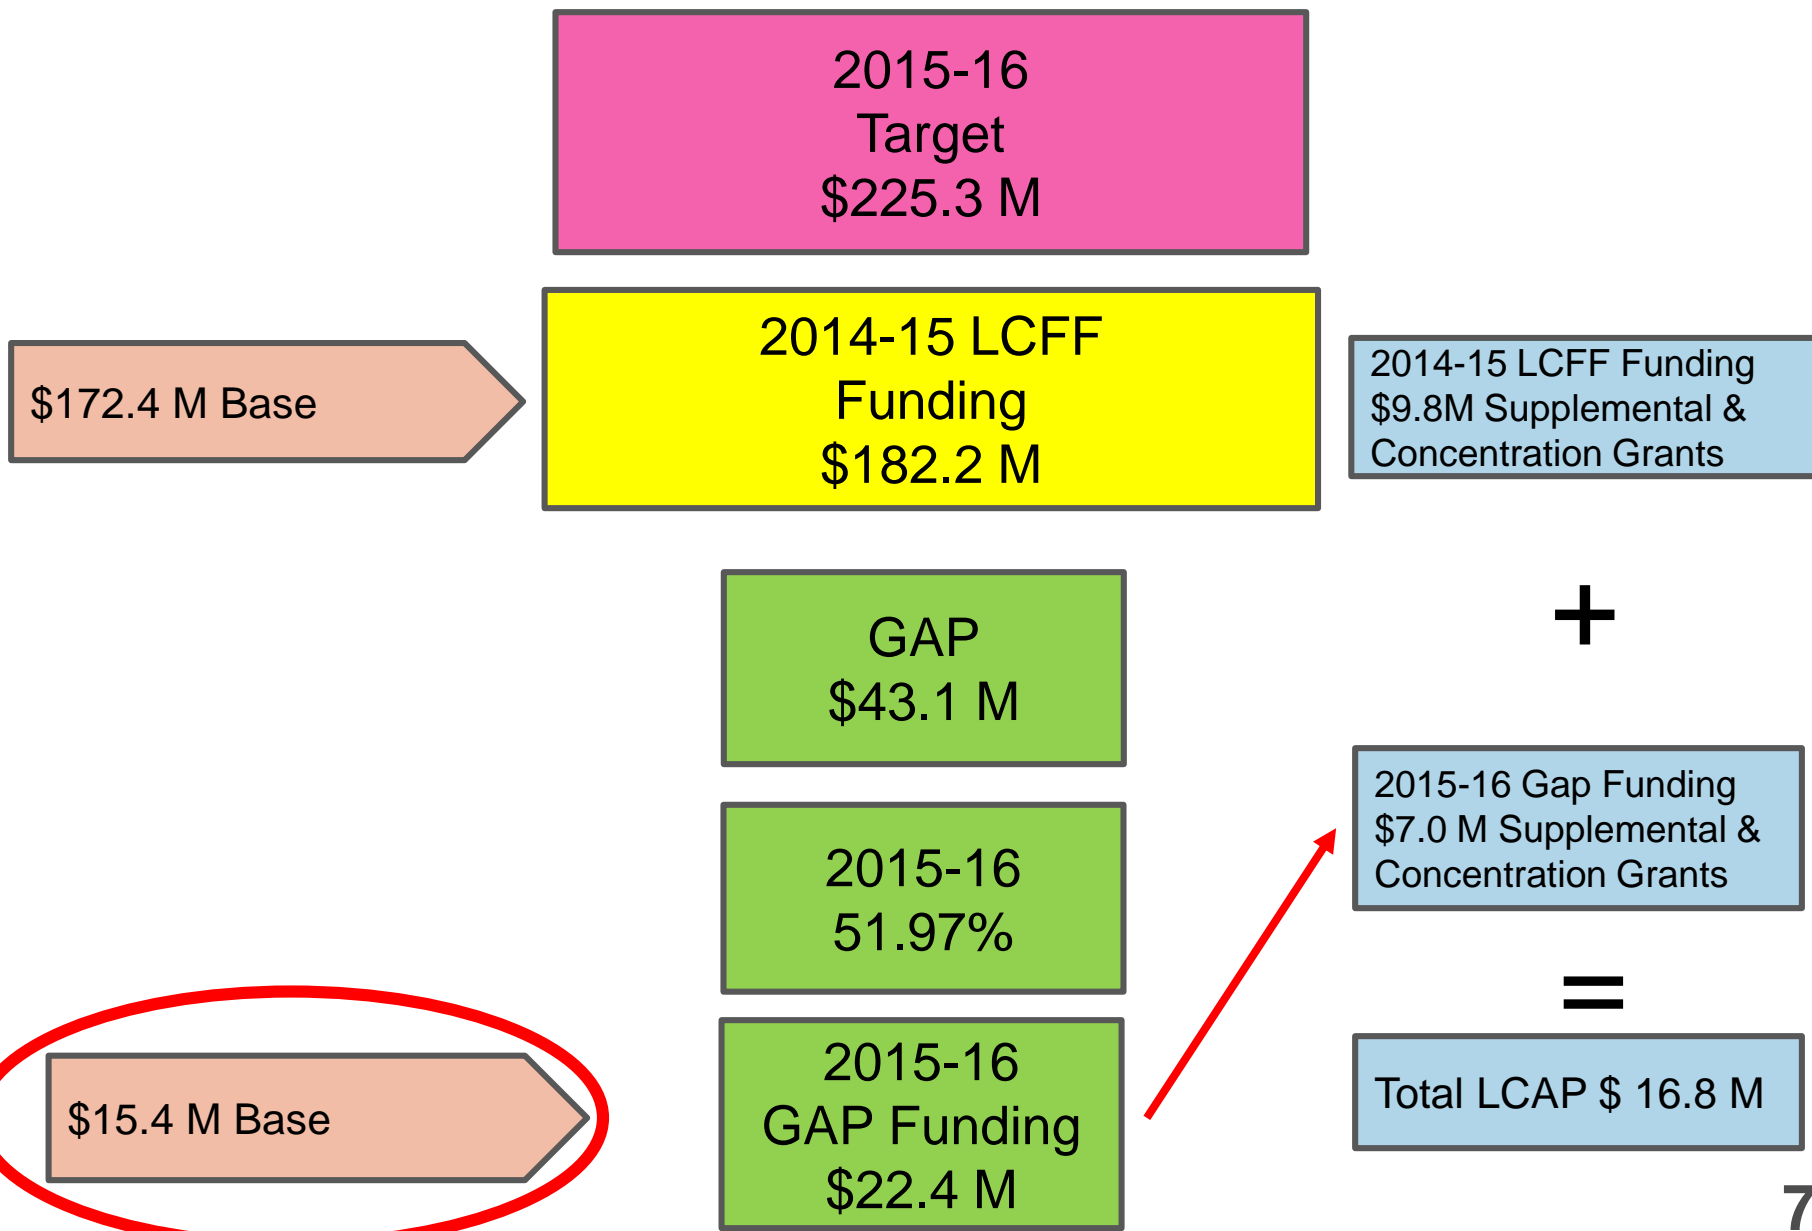 2015-16
Target
$225.3 M
$172.4 M Base
2014-15 LCFF
Funding
$182.2 M
2014-15 LCFF Funding
$9.8M Supplemental &
Concentration Grants
GAP
$43.1 M
+
2015-16
51.97%
2015-16 Gap Funding
$7.0 M Supplemental &
Concentration Grants
=
$15.4 M Base
2015-16
GAP Funding
$22.4 M
Total LCAP $ 16.8 M
7